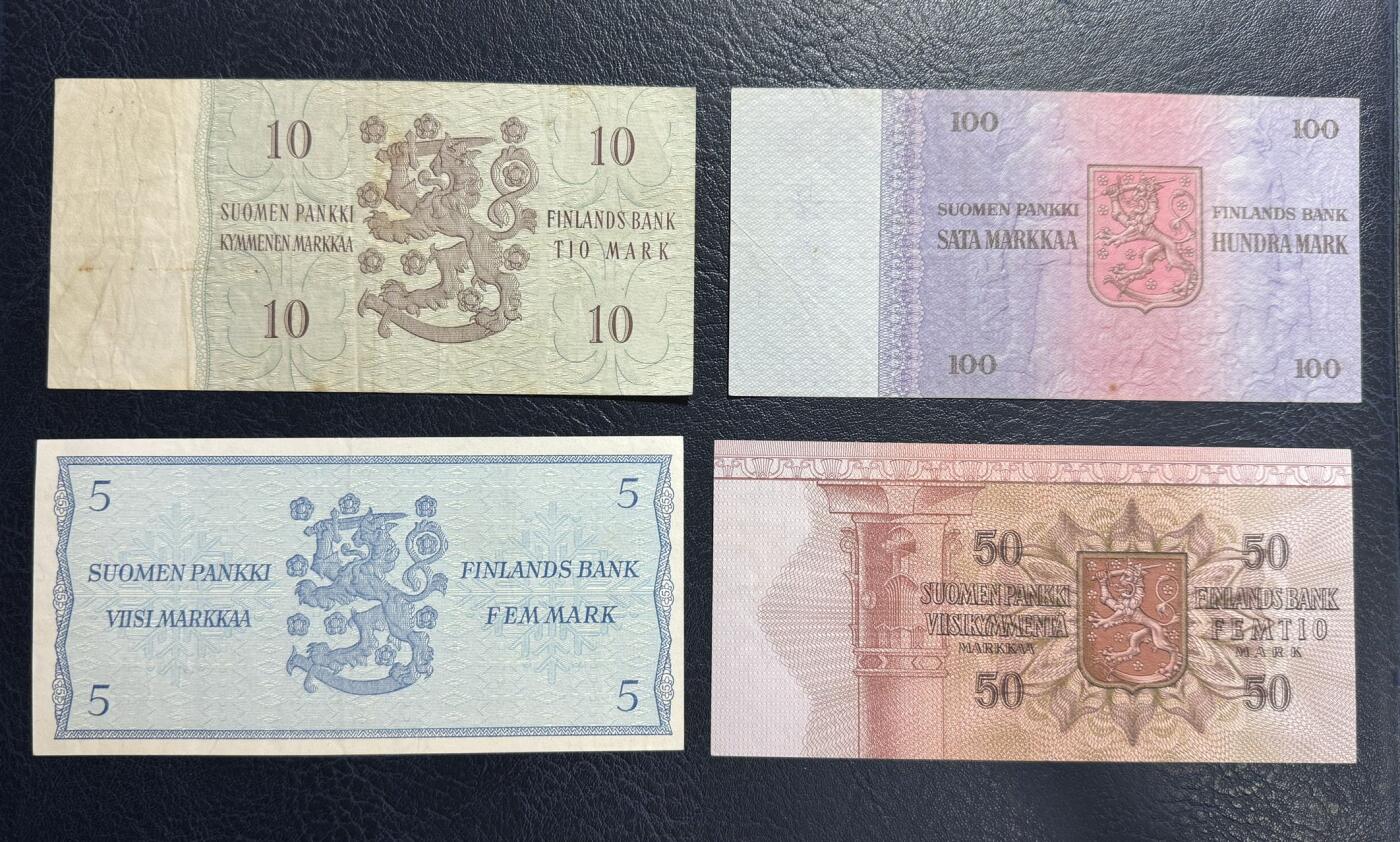 10
10
SUOMEN PANKKI
KYMMENEN MARKKAA
FINLANDS BANK
TIO MARK
10
10
100
100
SUOMEN PANKKI
SATA MARKKAA
FINLANDS BANK
HUNDRA MARK
100
100
5
5
SUOMEN PANKKI
VIISI MARKKAA
FINLANDS BANK
FEM MARK
5
5
50
50
SUOMEN PANKKI
VIISIKYMMENTÄ
MARKKAA
FINLANDS BANK
FEMTIO
MARK
50
50